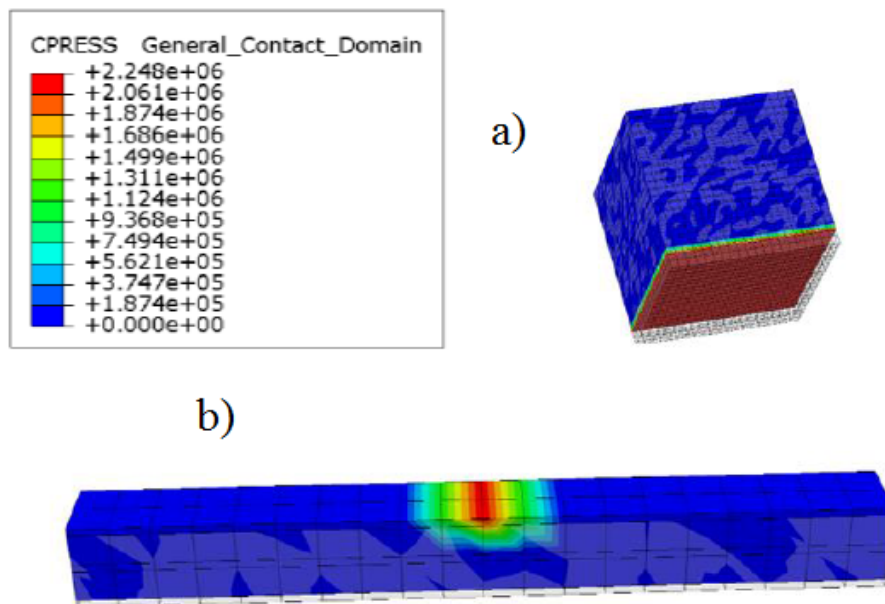 CPRESS General_Contact_Domain
+2.248e+06
+2.061e+06
+1.874e+06
+1.686e+06
+1.499e+06
+1.311e+06
+1.124e+06
+9.368e+05
+7.494e+05
+5.621e+05
+3.747e+05
+1.874e+05
+0.000e+00
a)
b)